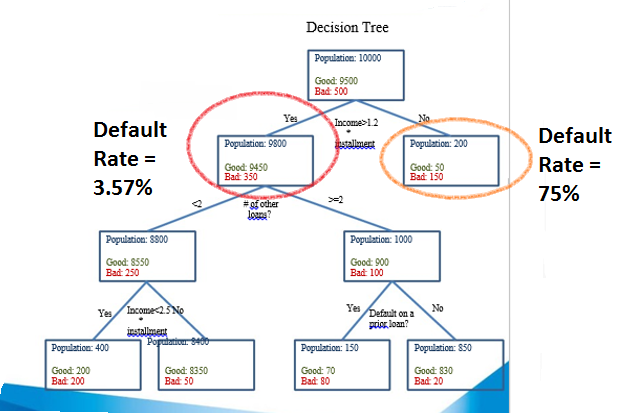 Decision Tree
Population: 10000
Good: 9500
Bad: 500
Yes
Income>1.2
*
installment
No
Default
Rate =
3.57%
Population: 9800
Good: 9450
Bad: 350
Population: 200
Good: 50
Bad: 150
Default
Rate =
75%
<2
# of other
loans?
>=2
Population: 8800
Good: 8550
Bad: 250
Population: 1000
Good: 900
Bad: 100
Yes
Income<2.5
*
installment
No
Yes
Default on a
prior loan?
No
Population: 400
Good: 200
Bad: 200
Population: 8400
Good: 8350
Bad: 50
Population: 150
Good: 70
Bad: 80
Population: 850
Good: 830
Bad: 20